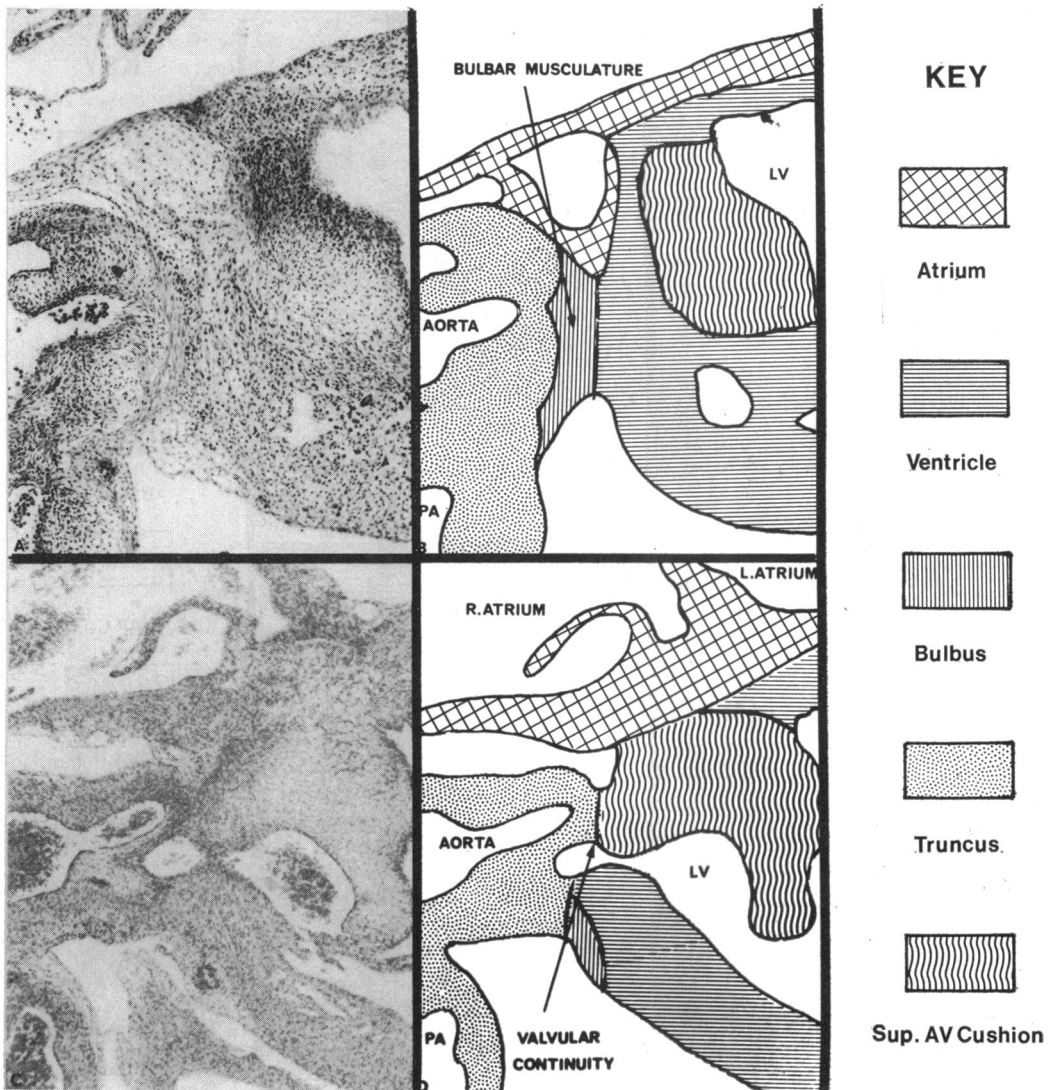 BULBAR MUSCULATURE
LV
AORTA
PA
A
B
R. ATRIUM
L. ATRIUM
AORTA
LV
PA
VALVULAR
CONTINUITY
C
D
KEY
Atrium
Ventricle
Bulbus
Truncus
Sup. AV Cushion